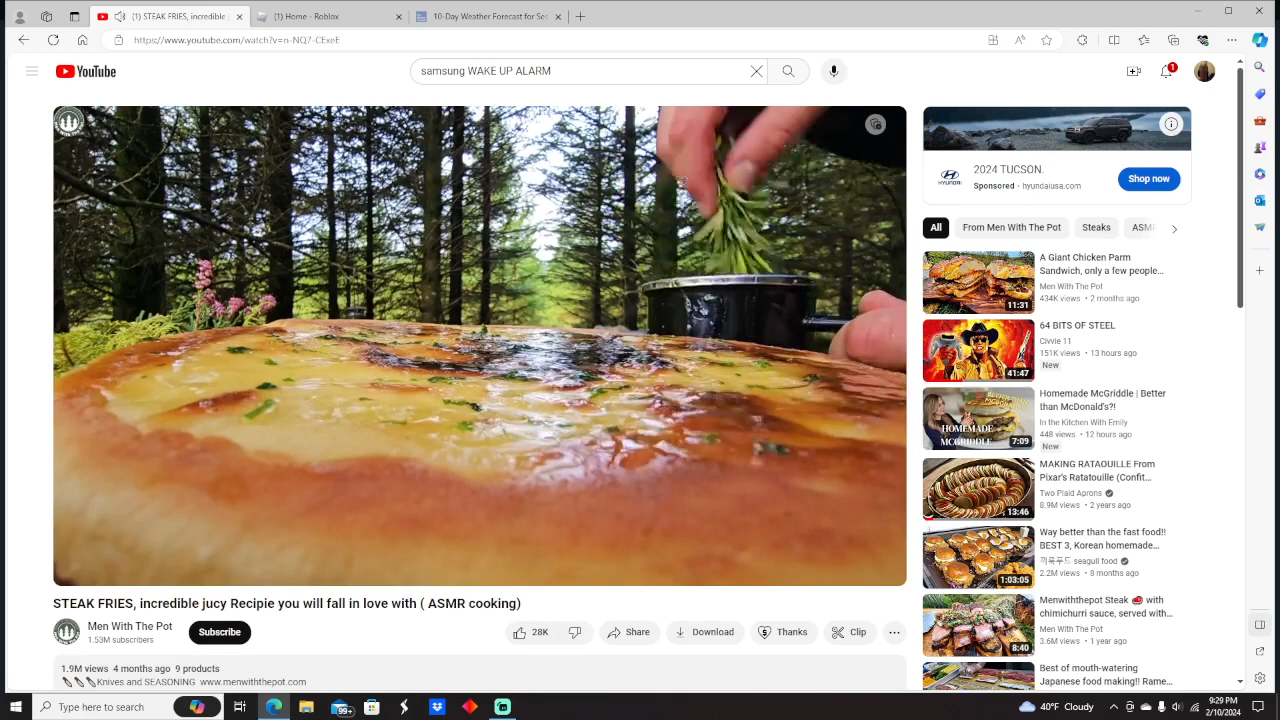 (1) STEAK FRIES, incredible j
(1) Home - Roblox
10-Day Weather Forecast for Ses
https://www.youtube.com/watch?v=n-NQ7-CExeE
YouTube
samsung WAKE UP ALARM
1
2024 TUCSON.
HYUNDAI
Sponsored · hyundaiusa.com
Shop now
All
From Men With The Pot
Steaks
ASMR
A Giant Chicken Parm
Sandwich, only a few people...
Men With The Pot
434K views • 2 months ago
11:31
64 BITS OF STEEL
Civvie 11
151K views • 13 hours ago
New
41:47
Homemade McGriddle | Better
than McDonald's?!
In the Kitchen With Emily
448 views • 12 hours ago
New
HOMEMADE
MCGRIDDLE
7:09
MAKING RATAOUILLE From
Pixar's Ratatouille (Confit...
Two Plaid Aprons
8.9M views • 2 years ago
13:46
Way better than the fast food!!
BEST 3, Korean homemade...
끼룩푸드 seagull food
2.2M views • 8 months ago
1:03:05
Menwiththepot Steak 🥩 with
chimichurri sauce, served with...
Men With The Pot
3.6M views • 1 year ago
8:40
Best of mouth-watering
Japanese food making!! Rame...
STEAK FRIES, incredible jucy Recipie you will fall in love with ( ASMR cooking)
Men With The Pot
1.53M subscribers
Subscribe
28K
Share
Download
Thanks
Clip
1.9M views 4 months ago 9 products
Knives and SEASONING www.menwiththepot.com
Type here to search
99+
40°F Cloudy
9:29 PM
2/10/2024